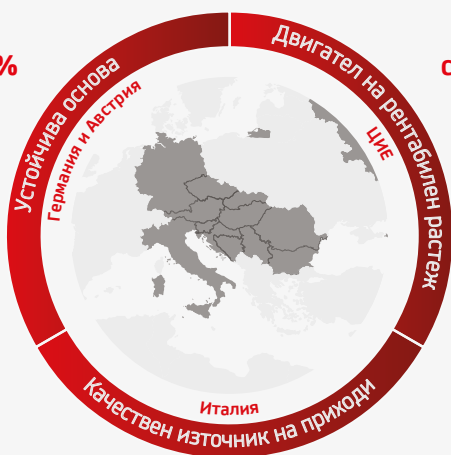 %
с
Устойчива основа
Германия и Австрия
Двигател на рентабилен растеж
ЦИЕ
Италия
Качествен източник на приходи